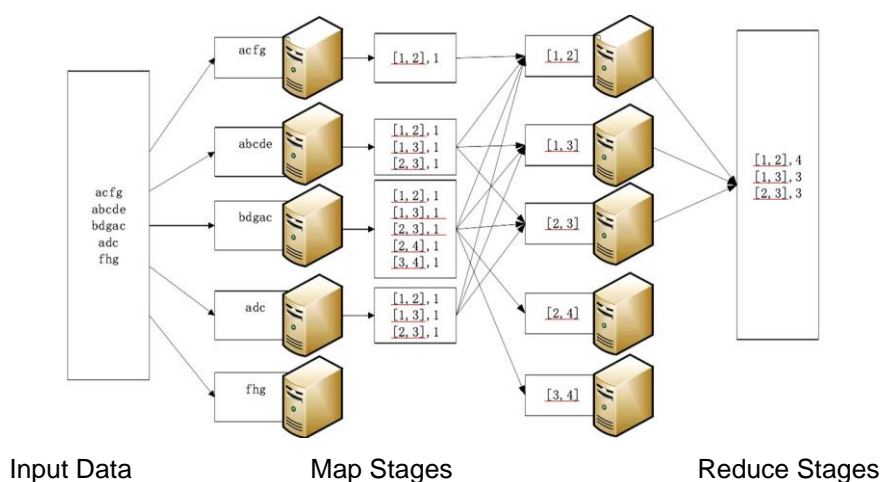 acfg
abcde
bdgac
adc
fhg
acfg
[1, 2], 1
abcde
[1, 2], 1
[1, 3], 1
[2, 3], 1
bdgac
[1, 2], 1
[1, 3], 1
[2, 3], 1
[2, 4], 1
[3, 4], 1
adc
[1, 2], 1
[1, 3], 1
[2, 3], 1
fhg
[1, 2]
[1, 3]
[2, 3]
[2, 4]
[3, 4]
[1, 2], 4
[1, 3], 3
[2, 3], 3
Input Data Map Stages Reduce Stages